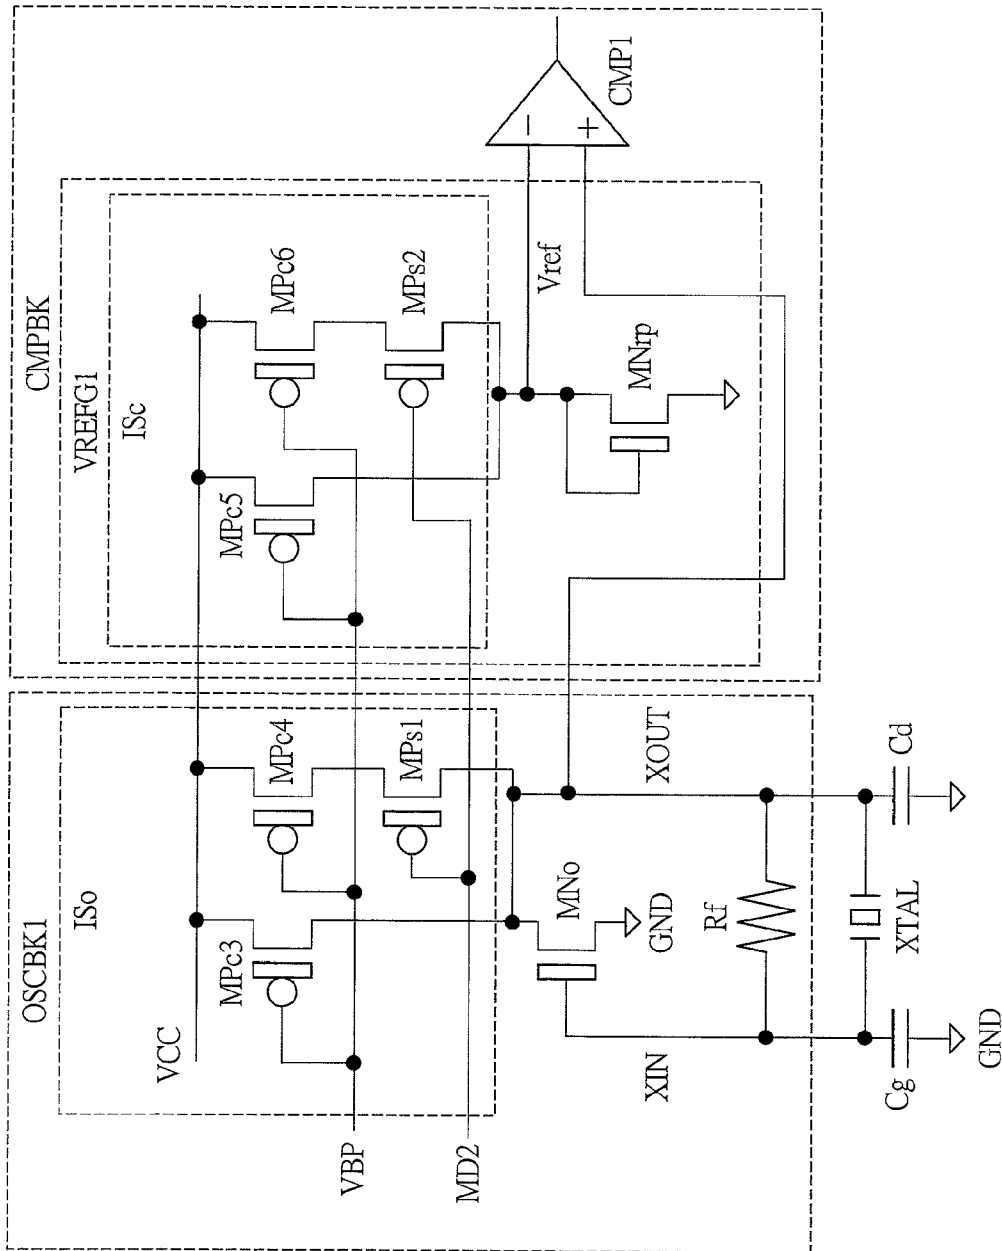 CMPBK
VREFG1
ISc
MPc5
MPc6
MPs2
Vref
MNrp
−
+
CMP1
OSCBK1
ISo
VCC
MPc3
MPc4
MPs1
VBP
MD2
MNo
GND
XIN
XOUT
Rf
XTAL
Cg
Cd
GND